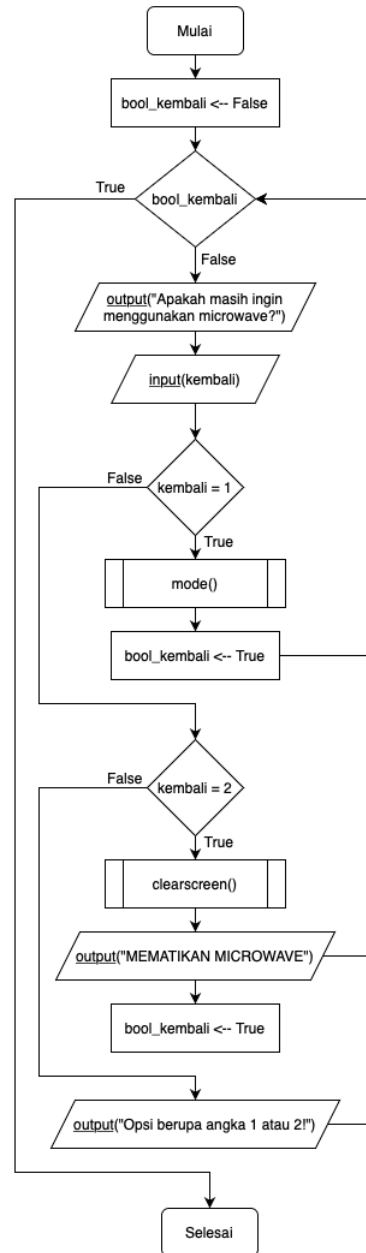 Mulai
bool_kembali <-- False
bool_kembali
True
False
output("Apakah masih ingin
menggunakan microwave?")
input(kembali)
kembali = 1
False
True
mode()
bool_kembali <-- True
kembali = 2
False
True
clearscreen()
output("MEMATIKAN MICROWAVE")
bool_kembali <-- True
output("Opsi berupa angka 1 atau 2!")
Selesai